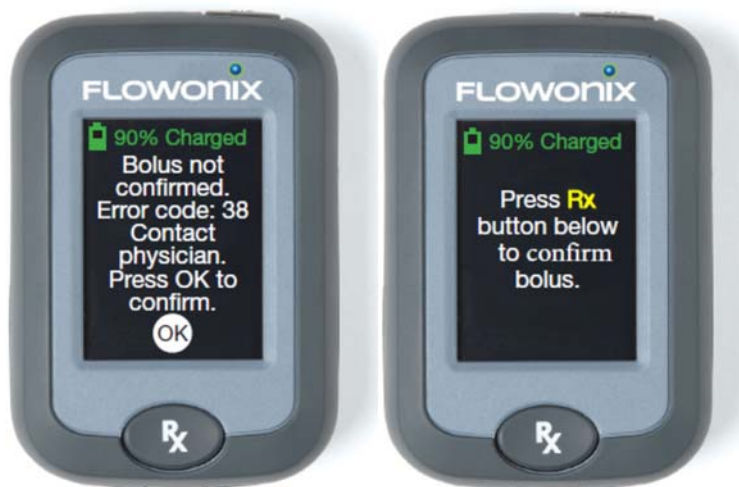 FLOWONIX
90% Charged
Bolus not
confirmed.
Error code: 38
Contact
physician.
Press OK to
confirm.
OK
Rx
FLOWONIX
90% Charged
Press Rx
button below
to confirm
bolus.
Rx